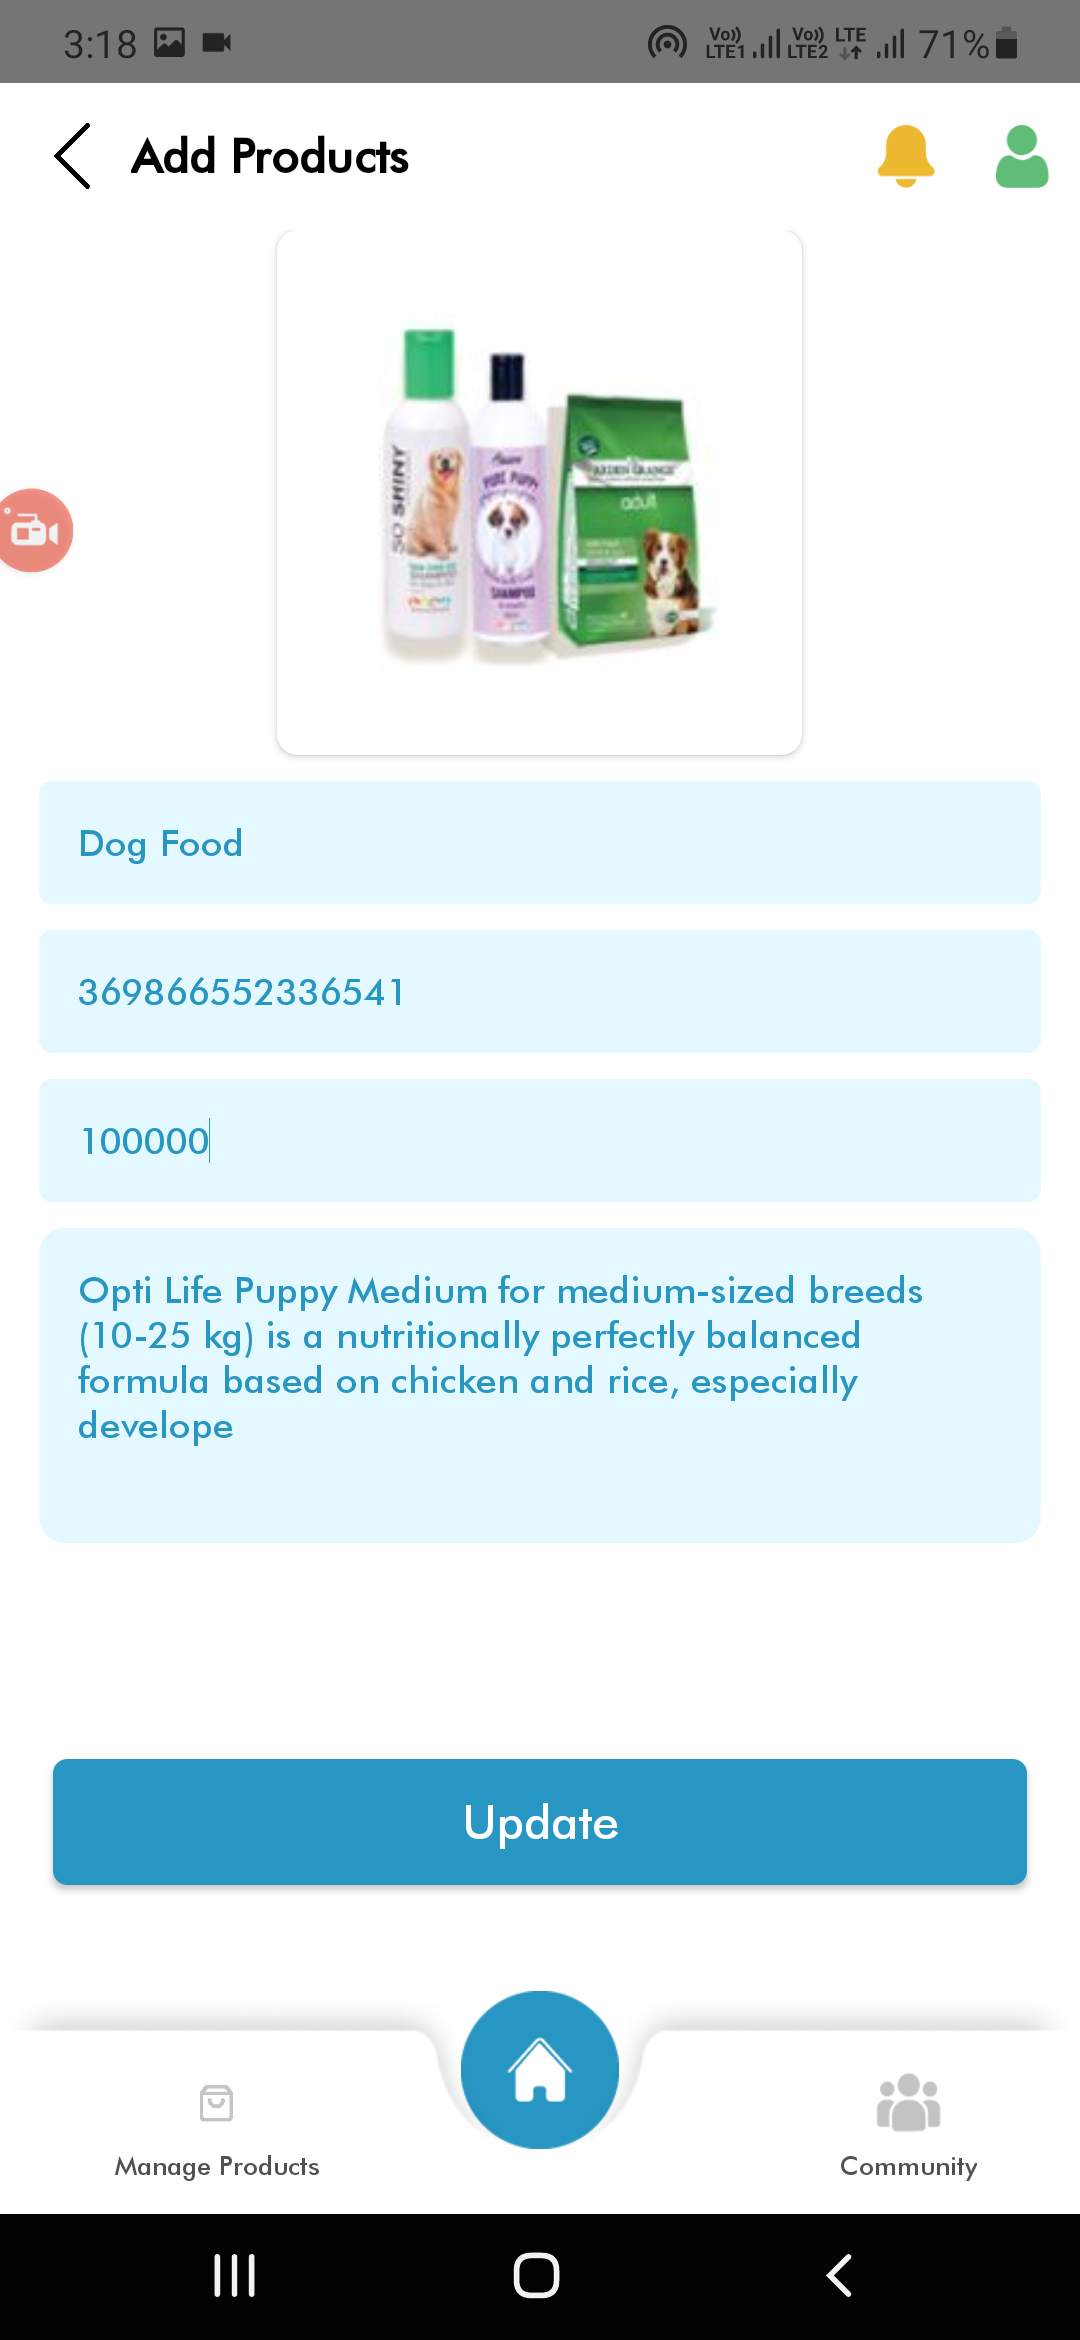 3:18
Vo)) LTE1 Vo)) LTE2 LTE 71%
Add Products
SO SHINY
SHAMPOO
PURE PUPPY
SHAMPOO
ARDEN GRANGE
adult
Dog Food
369866552336541
100000
Opti Life Puppy Medium for medium-sized breeds
(10-25 kg) is a nutritionally perfectly balanced
formula based on chicken and rice, especially
develope
Update
Manage Products
Community